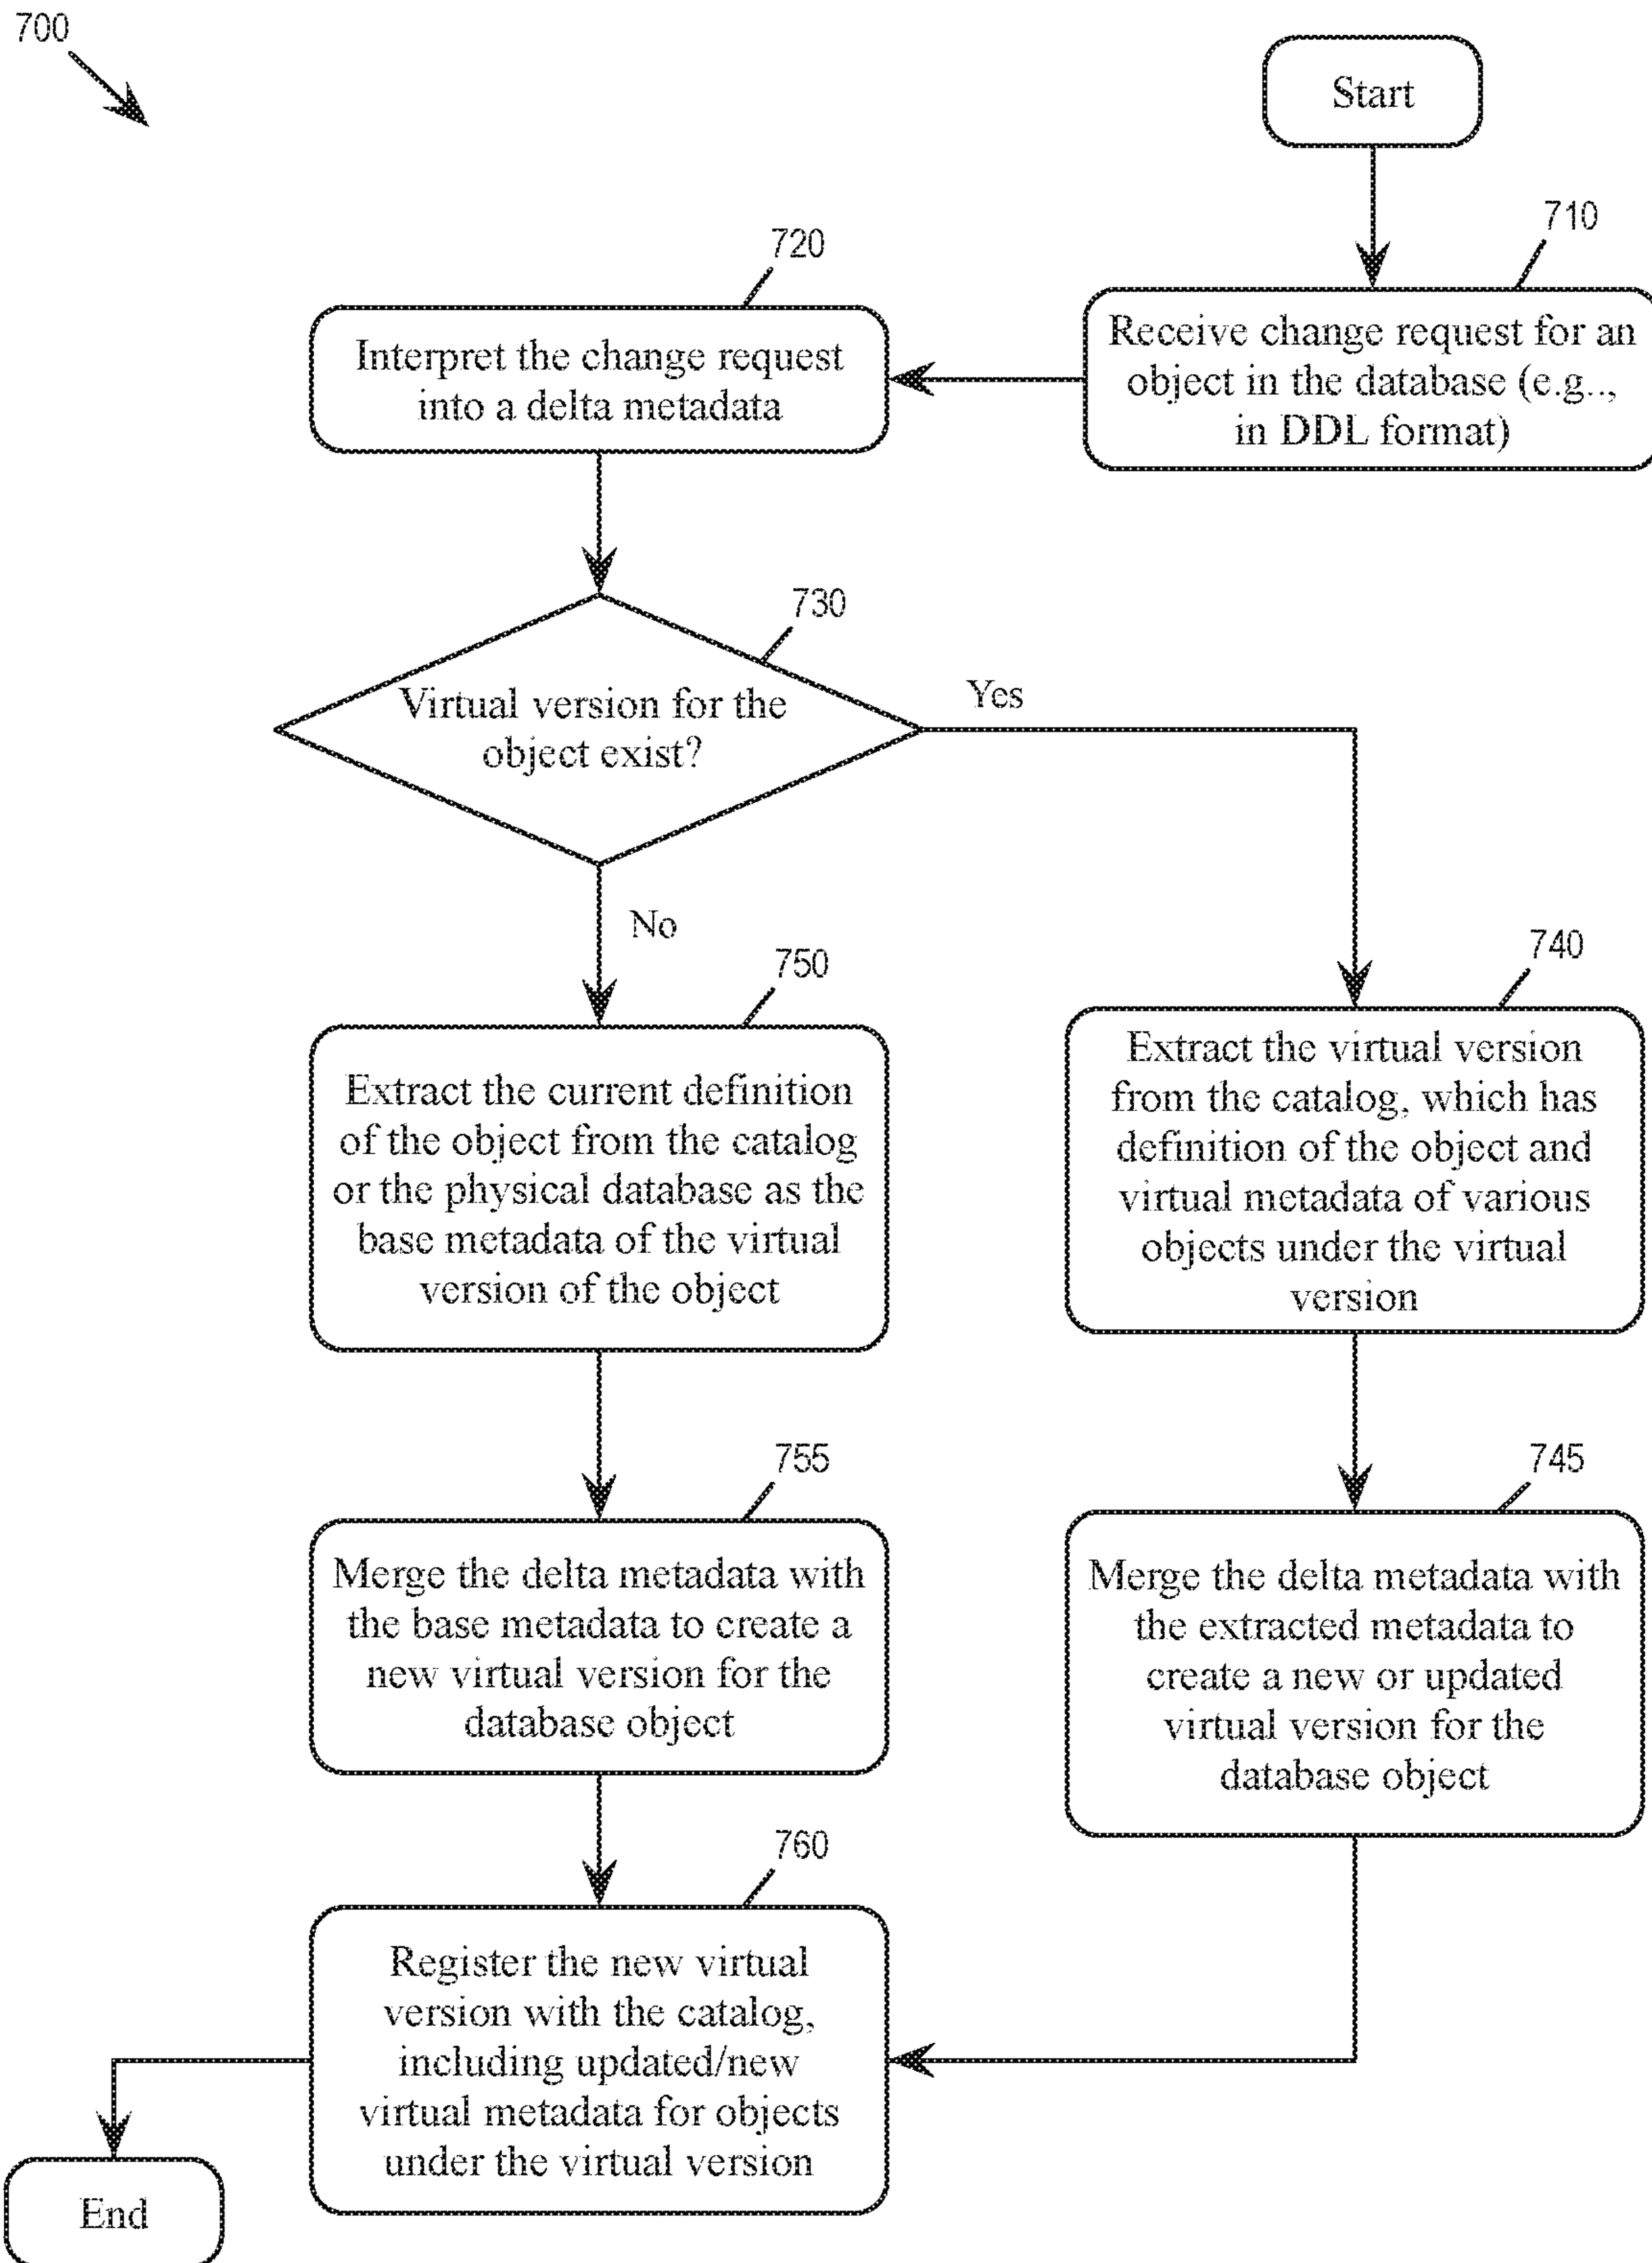 700
Start
710
Receive change request for an
object in the database (e.g..,
in DDL format)
720
Interpret the change request
into a delta metadata
730
Virtual version for the
object exist?
Yes
No
740
Extract the virtual version
from the catalog, which has
definition of the object and
virtual metadata of various
objects under the virtual
version
750
Extract the current definition
of the object from the catalog
or the physical database as the
base metadata of the virtual
version of the object
745
Merge the delta metadata with
the extracted metadata to
create a new or updated
virtual version for the
database object
755
Merge the delta metadata with
the base metadata to create a
new virtual version for the
database object
760
Register the new virtual
version with the catalog,
including updated/new
virtual metadata for objects
under the virtual version
End